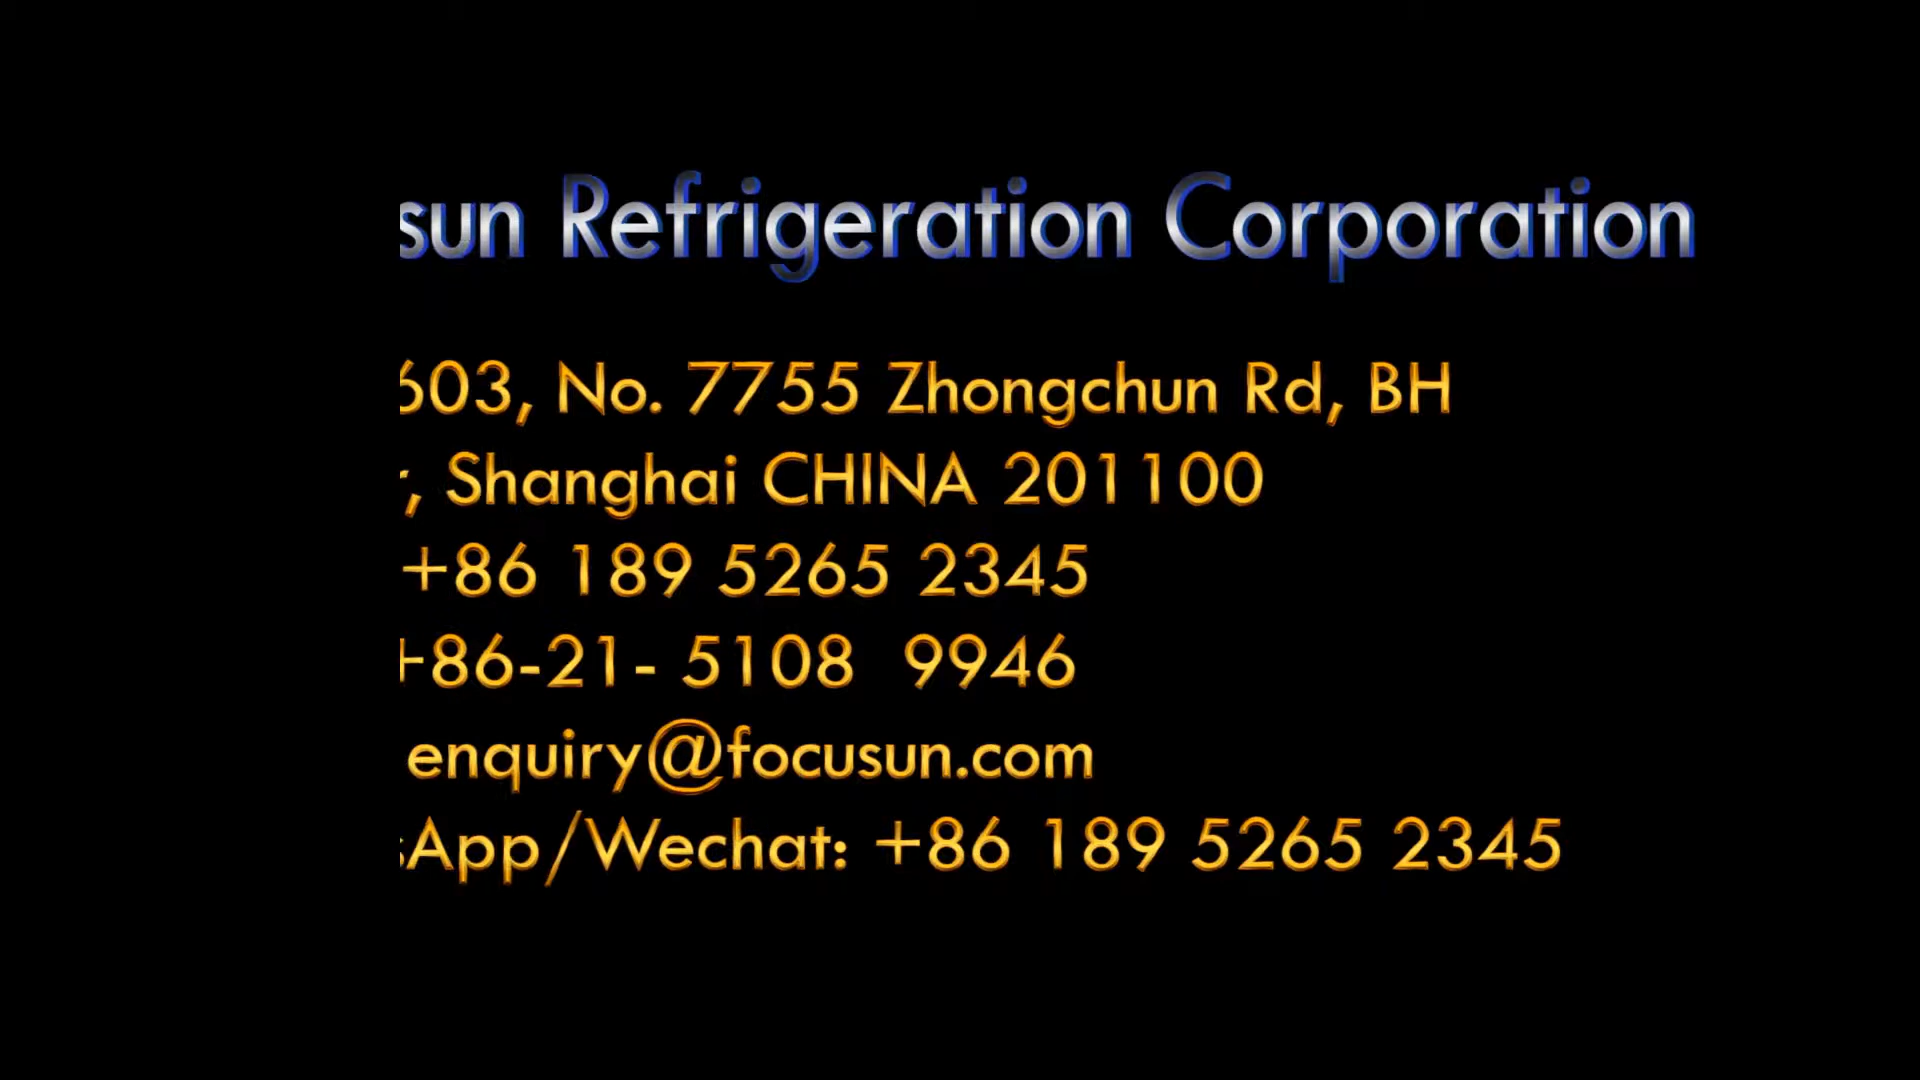 sun Refrigeration Corporation
603, No. 7755 Zhongchun Rd, BH
, Shanghai CHINA 201100
+86 189 5265 2345
+86-21- 5108 9946
enquiry@focusun.com
sApp/Wechat: +86 189 5265 2345